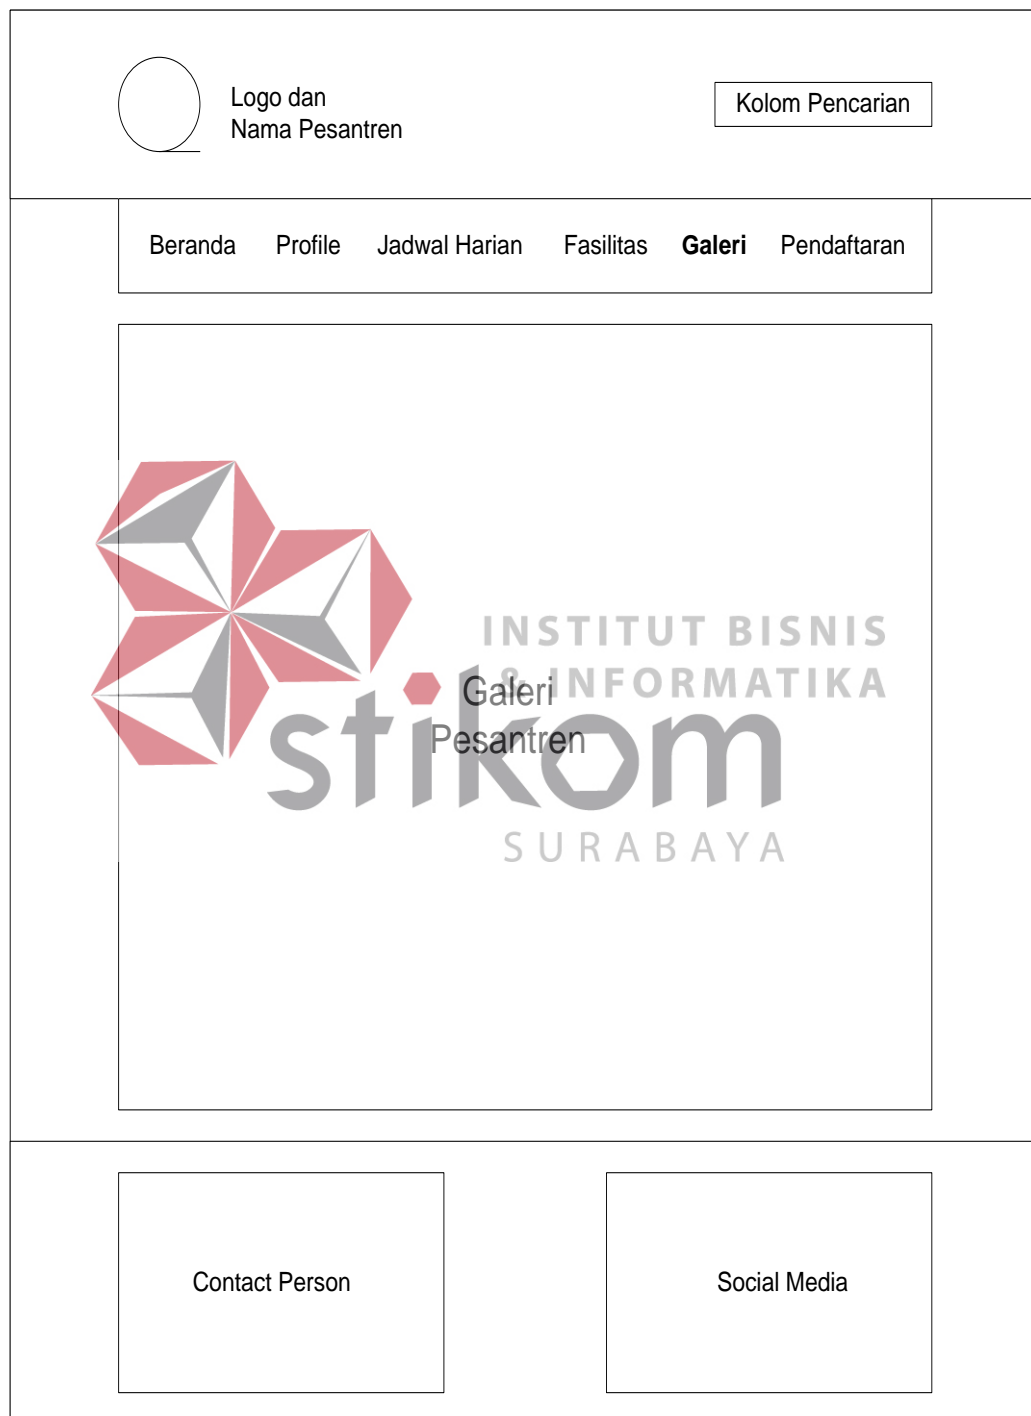 Logo dan
Nama Pesantren
Kolom Pencarian
Beranda Profile Jadwal Harian Fasilitas Galeri Pendaftaran
INSTITUT BISNIS
& INFORMATIKA
Galeri
Pesantren
stikom
SURABAYA
Contact Person
Social Media